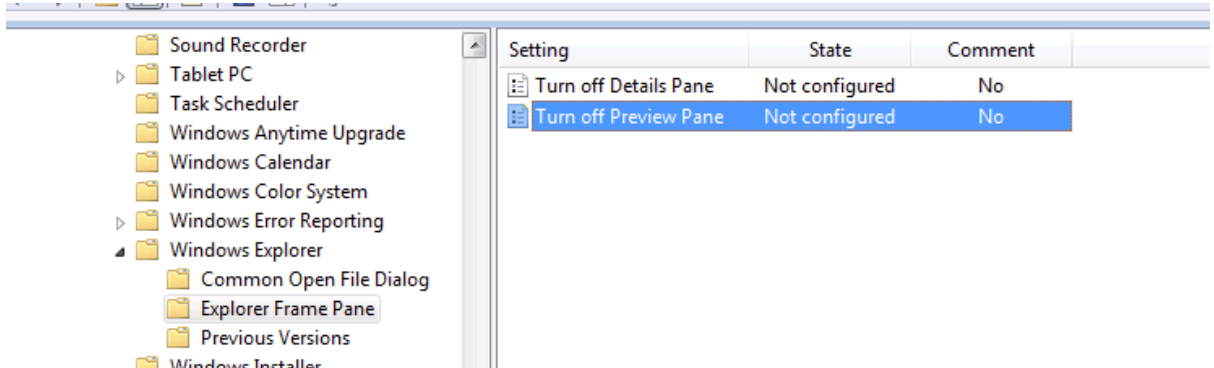 Sound Recorder
Tablet PC
Task Scheduler
Windows Anytime Upgrade
Windows Calendar
Windows Color System
Windows Error Reporting
Windows Explorer
Common Open File Dialog
Explorer Frame Pane
Previous Versions
Windows Installer
Setting State Comment
Turn off Details Pane Not configured No
Turn off Preview Pane Not configured No